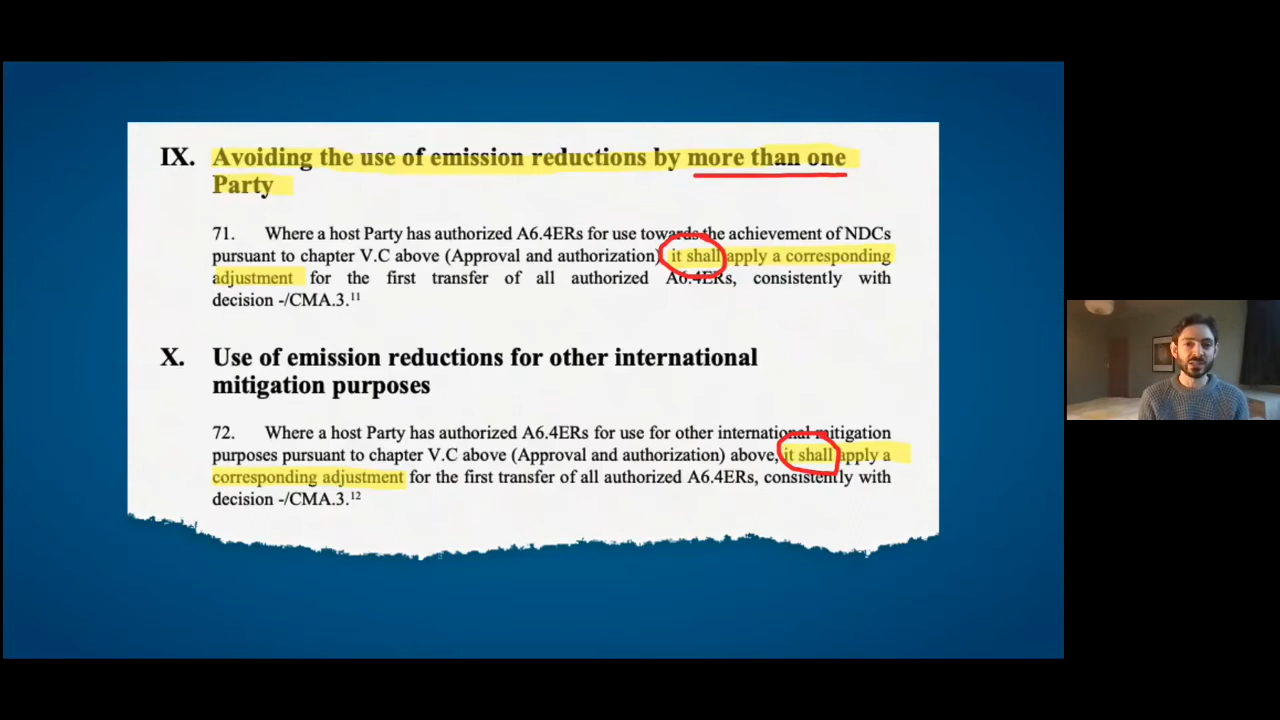 IX. Avoiding the use of emission reductions by more than one
Party
71. Where a host Party has authorized A6.4ERs for use towards the achievement of NDCs
pursuant to chapter V.C above (Approval and authorization), it shall apply a corresponding
adjustment for the first transfer of all authorized A6.4ERs, consistently with
decision -/CMA.3.¹¹
X. Use of emission reductions for other international
mitigation purposes
72. Where a host Party has authorized A6.4ERs for use for other international mitigation
purposes pursuant to chapter V.C above (Approval and authorization) above, it shall apply a
corresponding adjustment for the first transfer of all authorized A6.4ERs, consistently with
decision -/CMA.3.¹²